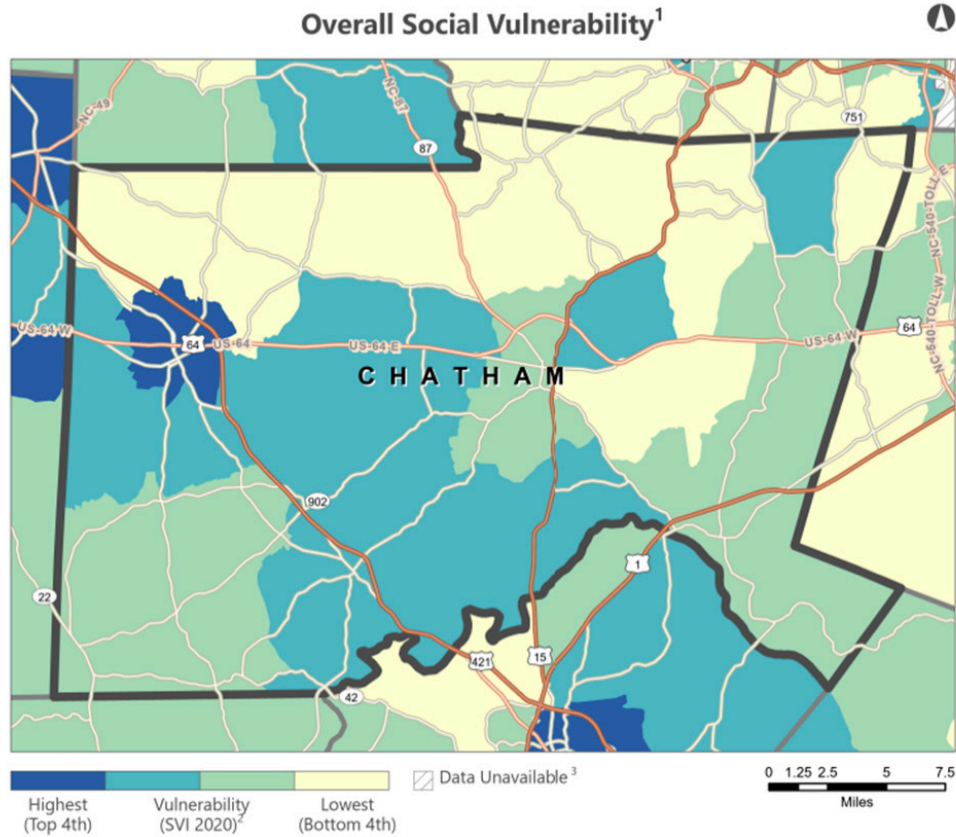 Overall Social Vulnerability¹
NC-49
NC-87
87
751
NC-540-TOLL E
NC-540-TOLL W
US-64-W
64
US-64
US-64-E
US-64-W
64
CHATHAM
902
22
1
421
15
42
Highest
(Top 4th)
Vulnerability
(SVI 2020)²
Lowest
(Bottom 4th)
Data Unavailable ³
0 1.25 2.5 5 7.5
Miles